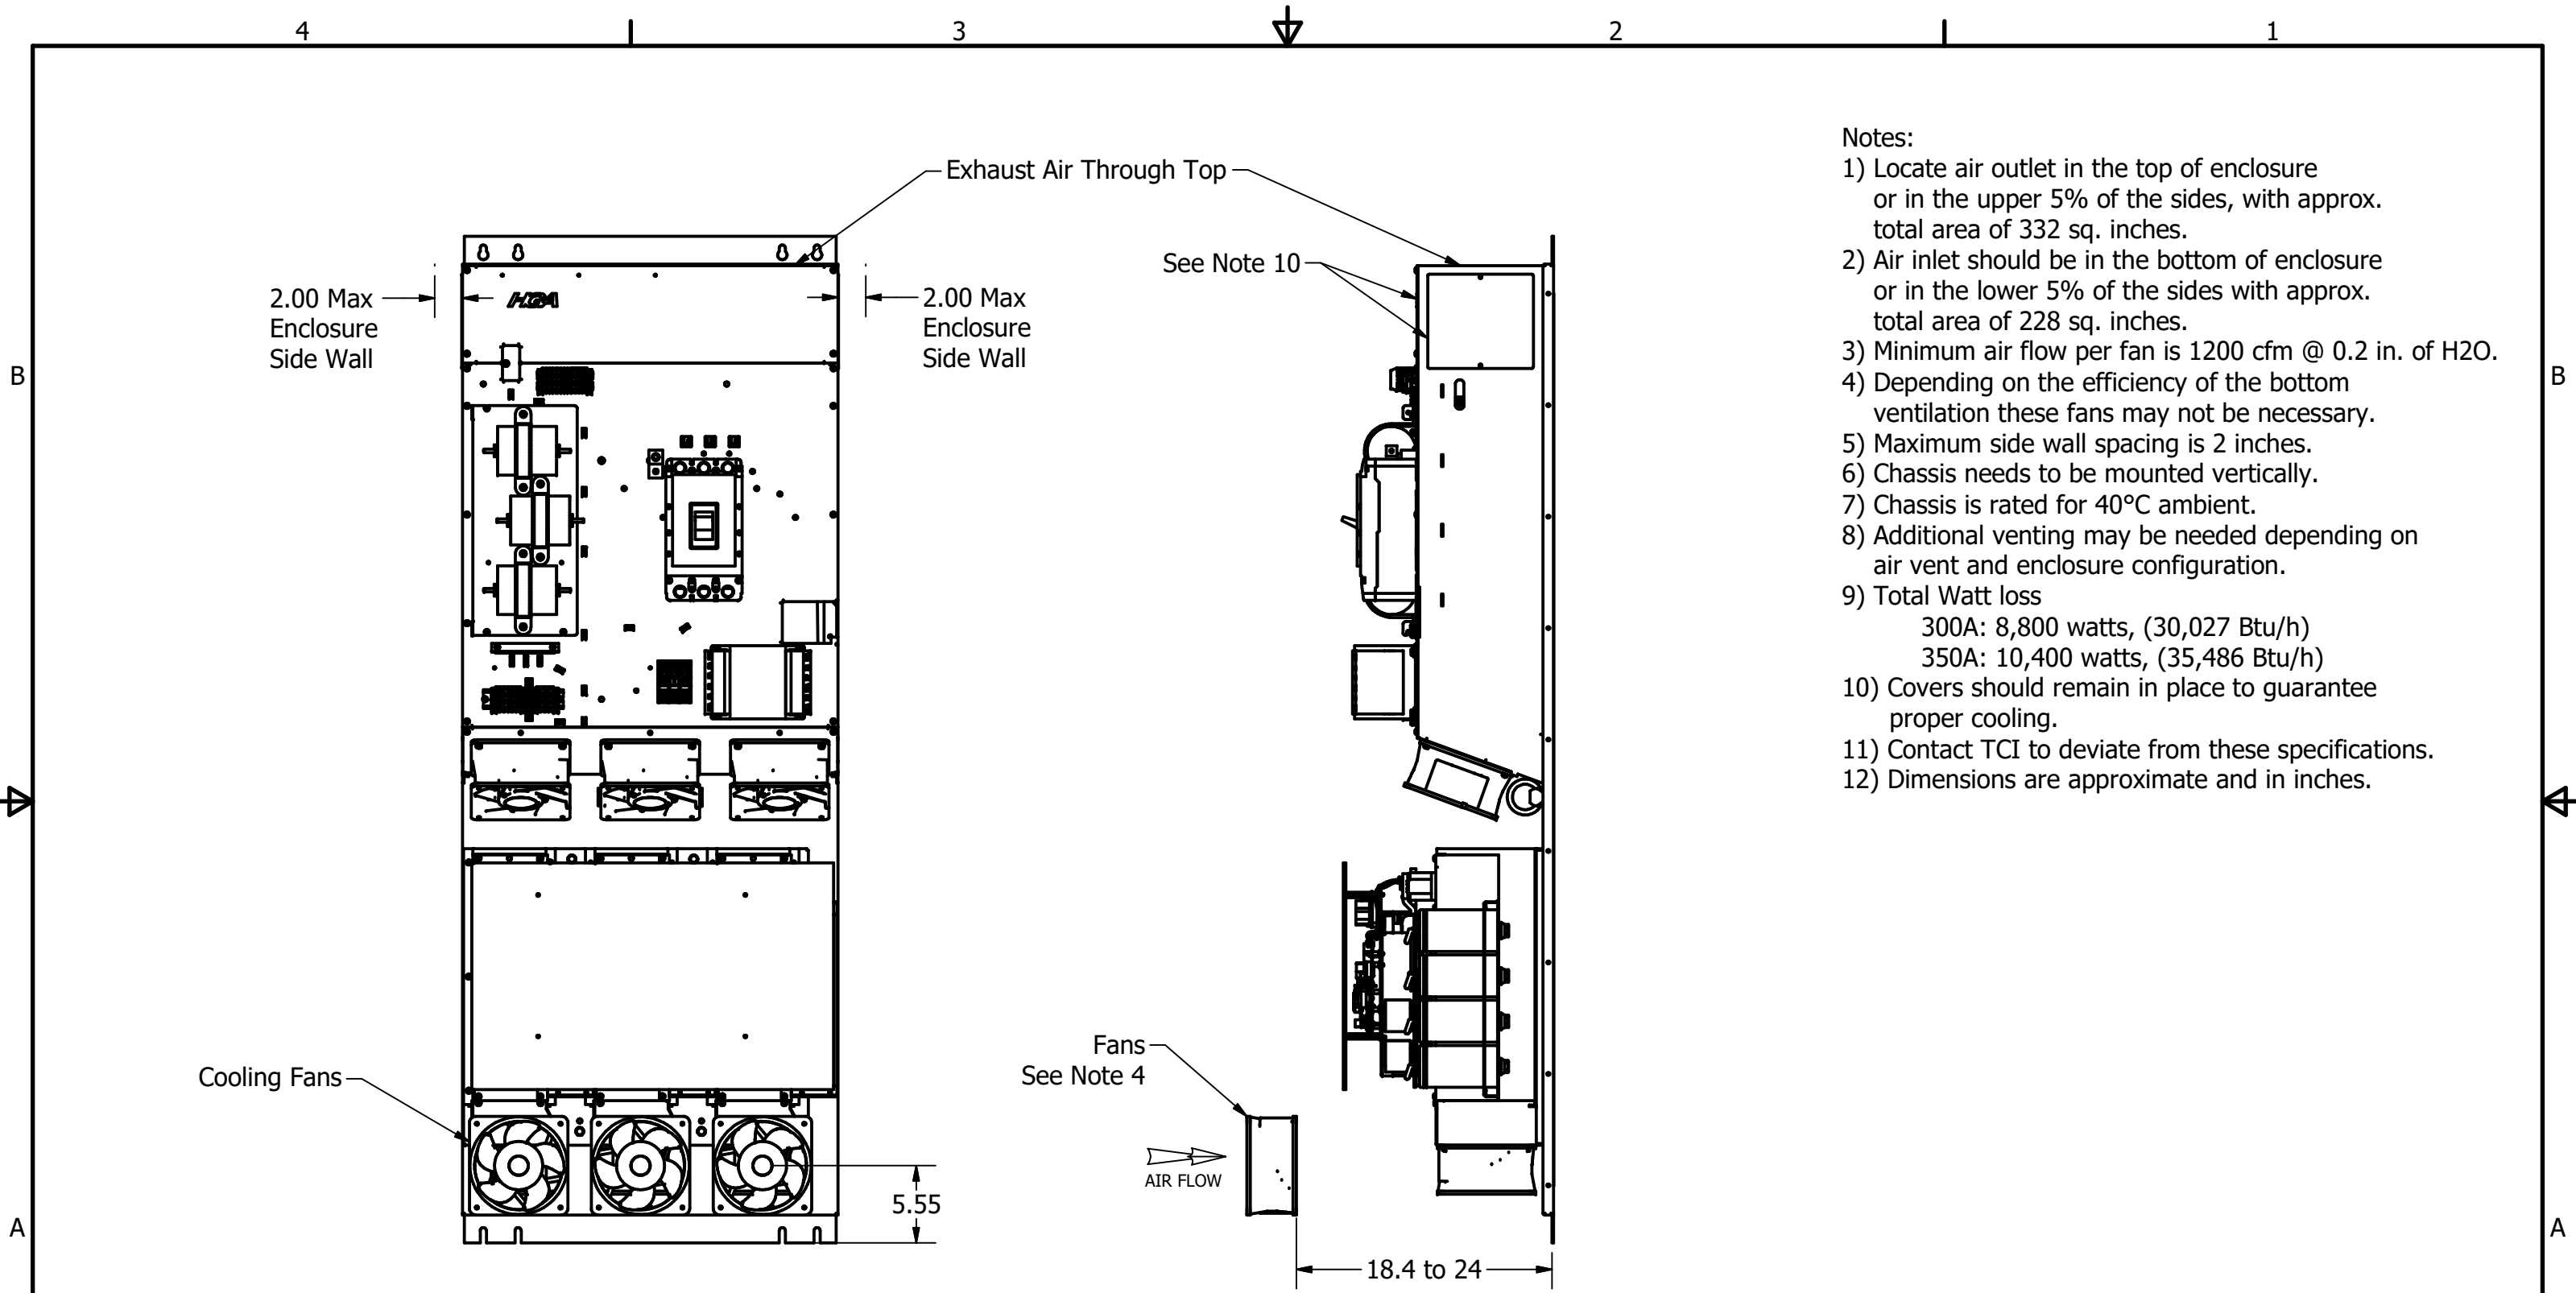 4 3 2 1
Exhaust Air Through Top
See Note 10
2.00 Max
Enclosure
Side Wall
2.00 Max
Enclosure
Side Wall
HGA
B
B
Notes:
1) Locate air outlet in the top of enclosure
or in the upper 5% of the sides, with approx.
total area of 332 sq. inches.
2) Air inlet should be in the bottom of enclosure
or in the lower 5% of the sides with approx.
total area of 228 sq. inches.
3) Minimum air flow per fan is 1200 cfm @ 0.2 in. of H2O.
4) Depending on the efficiency of the bottom
ventilation these fans may not be necessary.
5) Maximum side wall spacing is 2 inches.
6) Chassis needs to be mounted vertically.
7) Chassis is rated for 40°C ambient.
8) Additional venting may be needed depending on
air vent and enclosure configuration.
9) Total Watt loss
300A: 8,800 watts, (30,027 Btu/h)
350A: 10,400 watts, (35,486 Btu/h)
10) Covers should remain in place to guarantee
proper cooling.
11) Contact TCI to deviate from these specifications.
12) Dimensions are approximate and in inches.
Cooling Fans
Fans
See Note 4
AIR FLOW
5.55
18.4 to 24
A
A